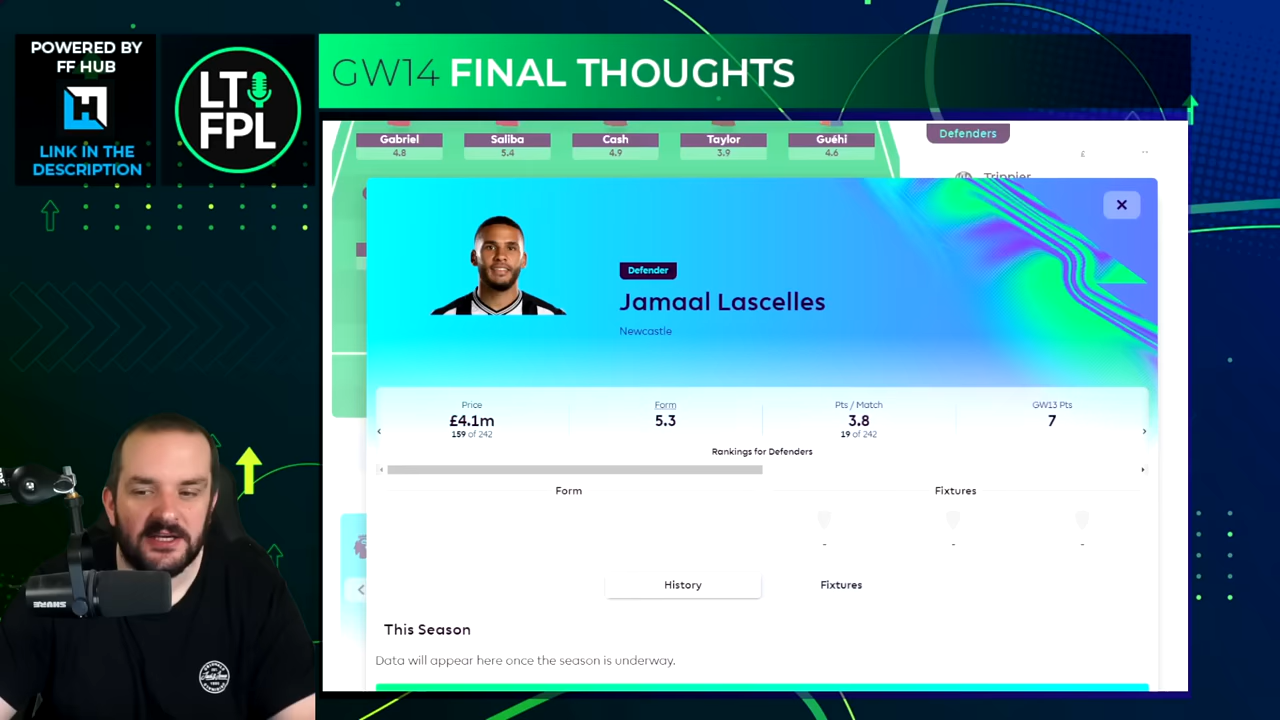 POWERED BY
FF HUB
LINK IN THE
DESCRIPTION
LT
FPL
GW14 FINAL THOUGHTS
Gabriel Saliba Cash Taylor Guéhi
4.8 5.4 4.9 3.9 4.6
Defenders
£
Trippier
Defender
Jamaal Lascelles
Newcastle
Price Form Pts / Match GW13 Pts
£4.1m 5.3 3.8 7
159 of 242 19 of 242
Rankings for Defenders
Form Fixtures
- - -
History Fixtures
This Season
Data will appear here once the season is underway.
SHURE